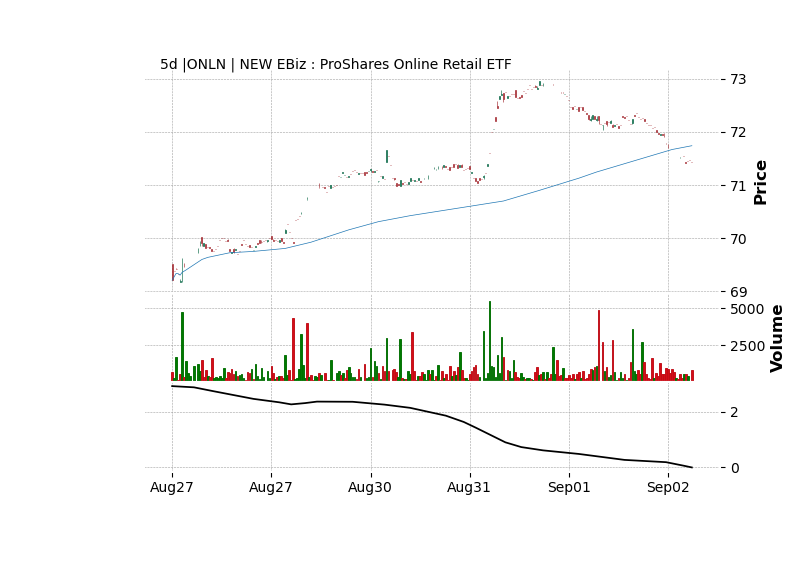 5d |ONLN | NEW EBiz : ProShares Online Retail ETF
73
72
71
70
69
Price
5000
2500
Volume
2
0
Aug27 Aug27 Aug30 Aug31 Sep01 Sep02